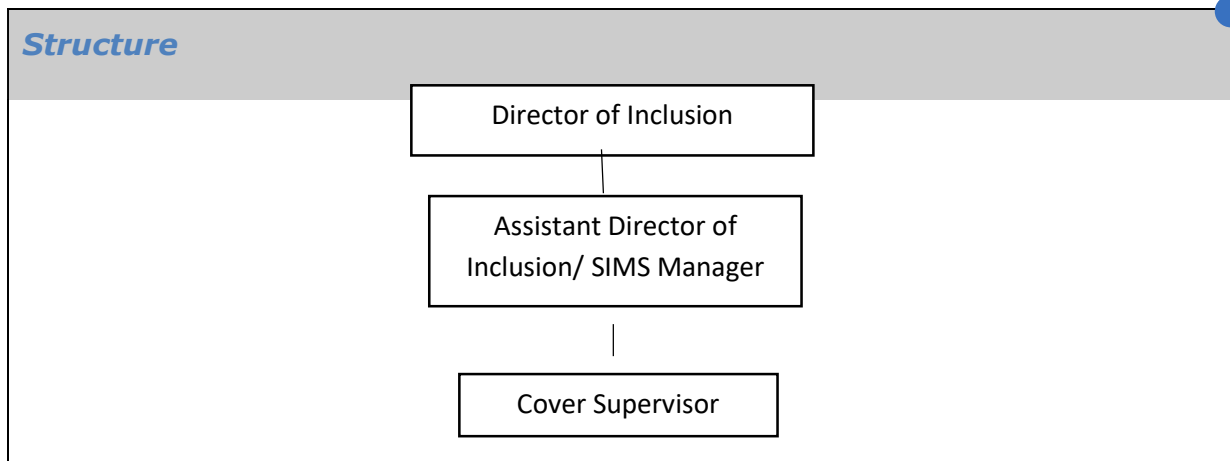 Structure
Director of Inclusion
Assistant Director of
Inclusion/ SIMS Manager
Cover Supervisor